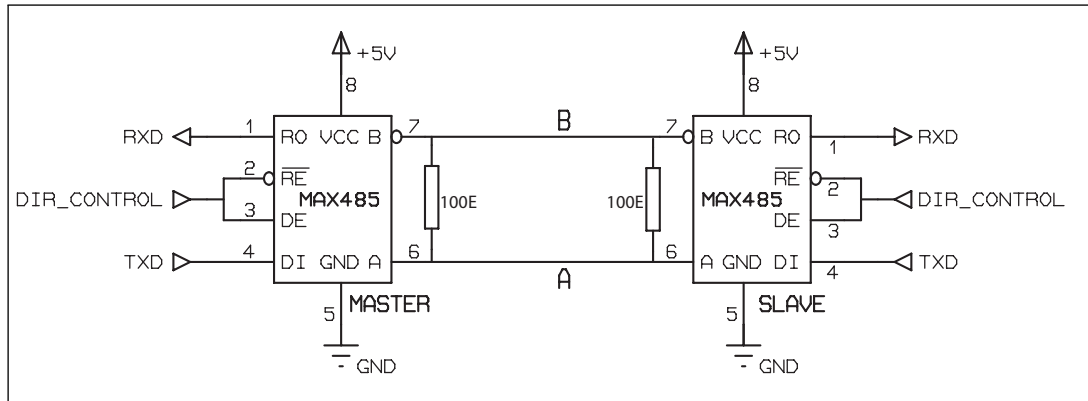 +5V +5V
8 8
RXD 1 RO VCC B 7 B 7 B VCC RO 1 RXD
2 RE RE 2
DIR_CONTROL MAX485 100E 100E MAX485 DIR_CONTROL
3 DE DE 3
TXD 4 DI GND A 6 A 6 A GND DI 4 TXD
5 MASTER 5 SLAVE
GND GND